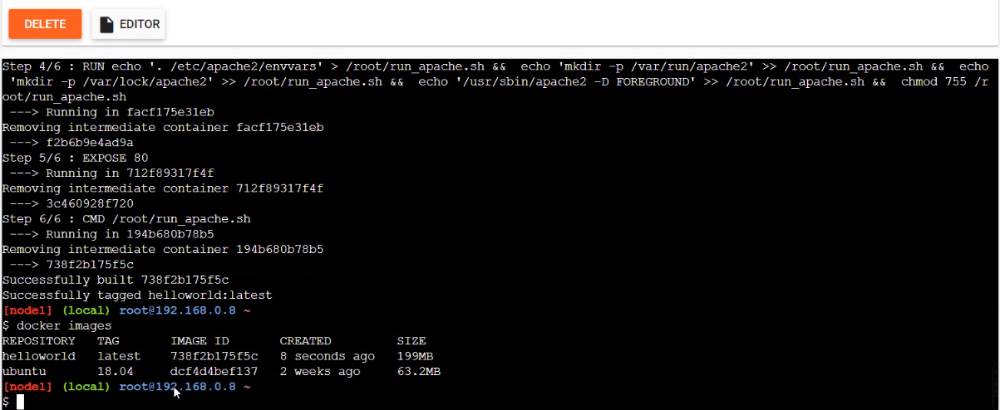 DELETE
EDITOR
Step 4/6 : RUN echo '. /etc/apache2/envvars' > /root/run_apache.sh &&  echo 'mkdir -p /var/run/apache2' >> /root/run_apache.sh &&  echo
 'mkdir -p /var/lock/apache2' >> /root/run_apache.sh &&  echo '/usr/sbin/apache2 -D FOREGROUND' >> /root/run_apache.sh &&  chmod 755 /r
oot/run_apache.sh
 ---> Running in facf175e31eb
Removing intermediate container facf175e31eb
 ---> f2b6b9e4ad9a
Step 5/6 : EXPOSE 80
 ---> Running in 712f89317f4f
Removing intermediate container 712f89317f4f
 ---> 3c460928f720
Step 6/6 : CMD /root/run_apache.sh
 ---> Running in 194b680b78b5
Removing intermediate container 194b680b78b5
 ---> 738f2b175f5c
Successfully built 738f2b175f5c
Successfully tagged helloworld:latest
[node1] (local) root@192.168.0.8 ~
$ docker images
REPOSITORY   TAG       IMAGE ID       CREATED         SIZE
helloworld   latest    738f2b175f5c   8 seconds ago   199MB
ubuntu       18.04     dcf4d4bef137   2 weeks ago     63.2MB
[node1] (local) root@192.168.0.8 ~
$